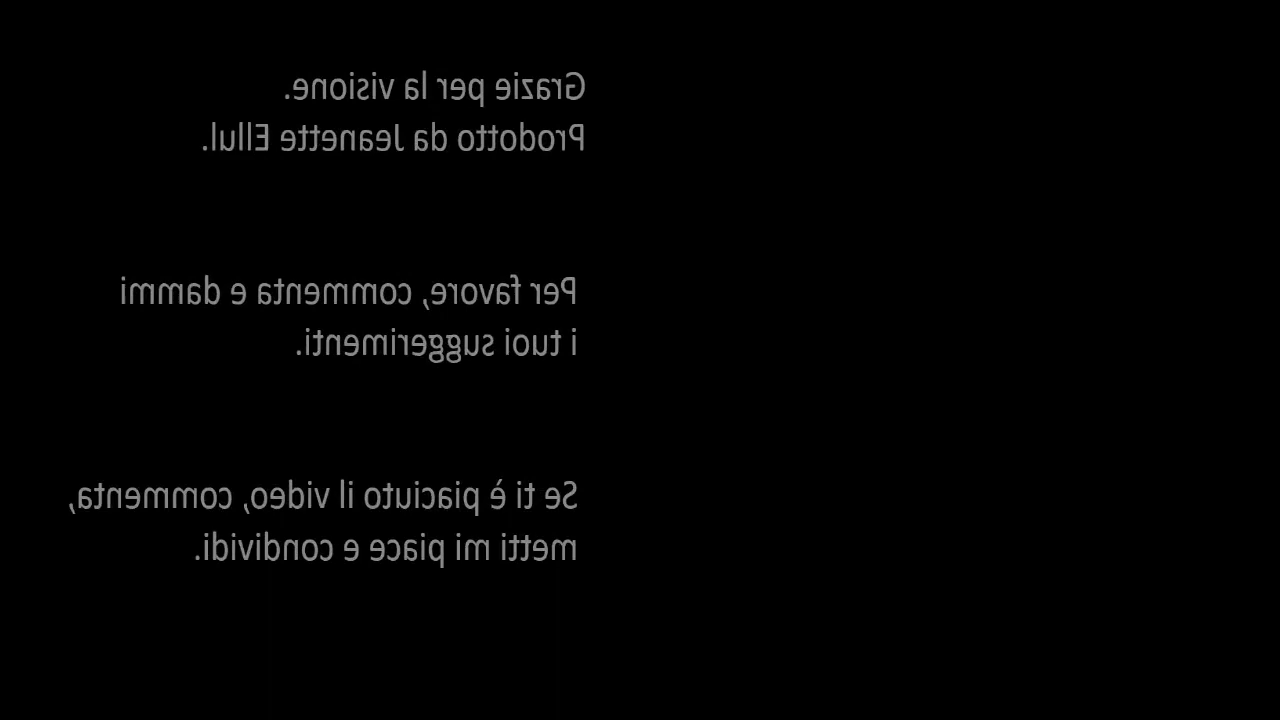 Grazie per la visione.
Prodotto da Jeanette Ellul.
Per favore, commenta e dammi
i tuoi suggerimenti.
Se ti è piaciuto il video, commenta,
metti mi piace e condividi.